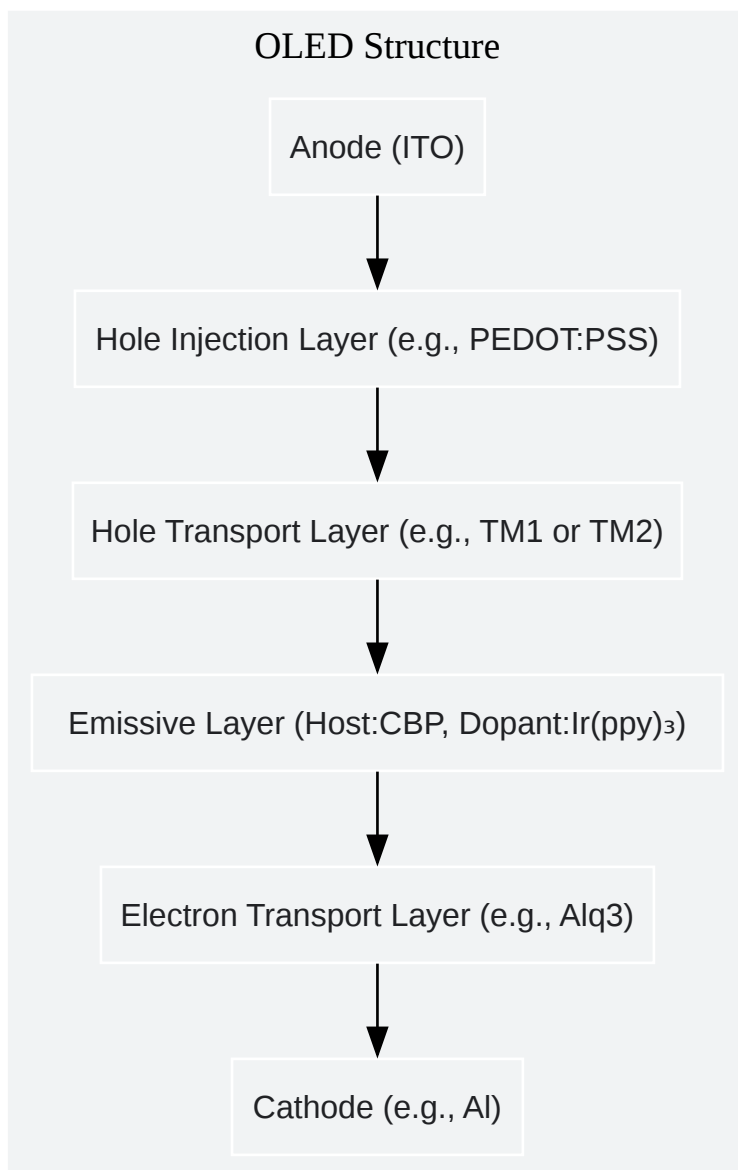 OLED Structure
Anode (ITO)
Hole Injection Layer (e.g., PEDOT:PSS)
Hole Transport Layer (e.g., TM1 or TM2)
Emissive Layer (Host:CBP, Dopant:Ir(ppy)₃)
Electron Transport Layer (e.g., Alq3)
Cathode (e.g., Al)